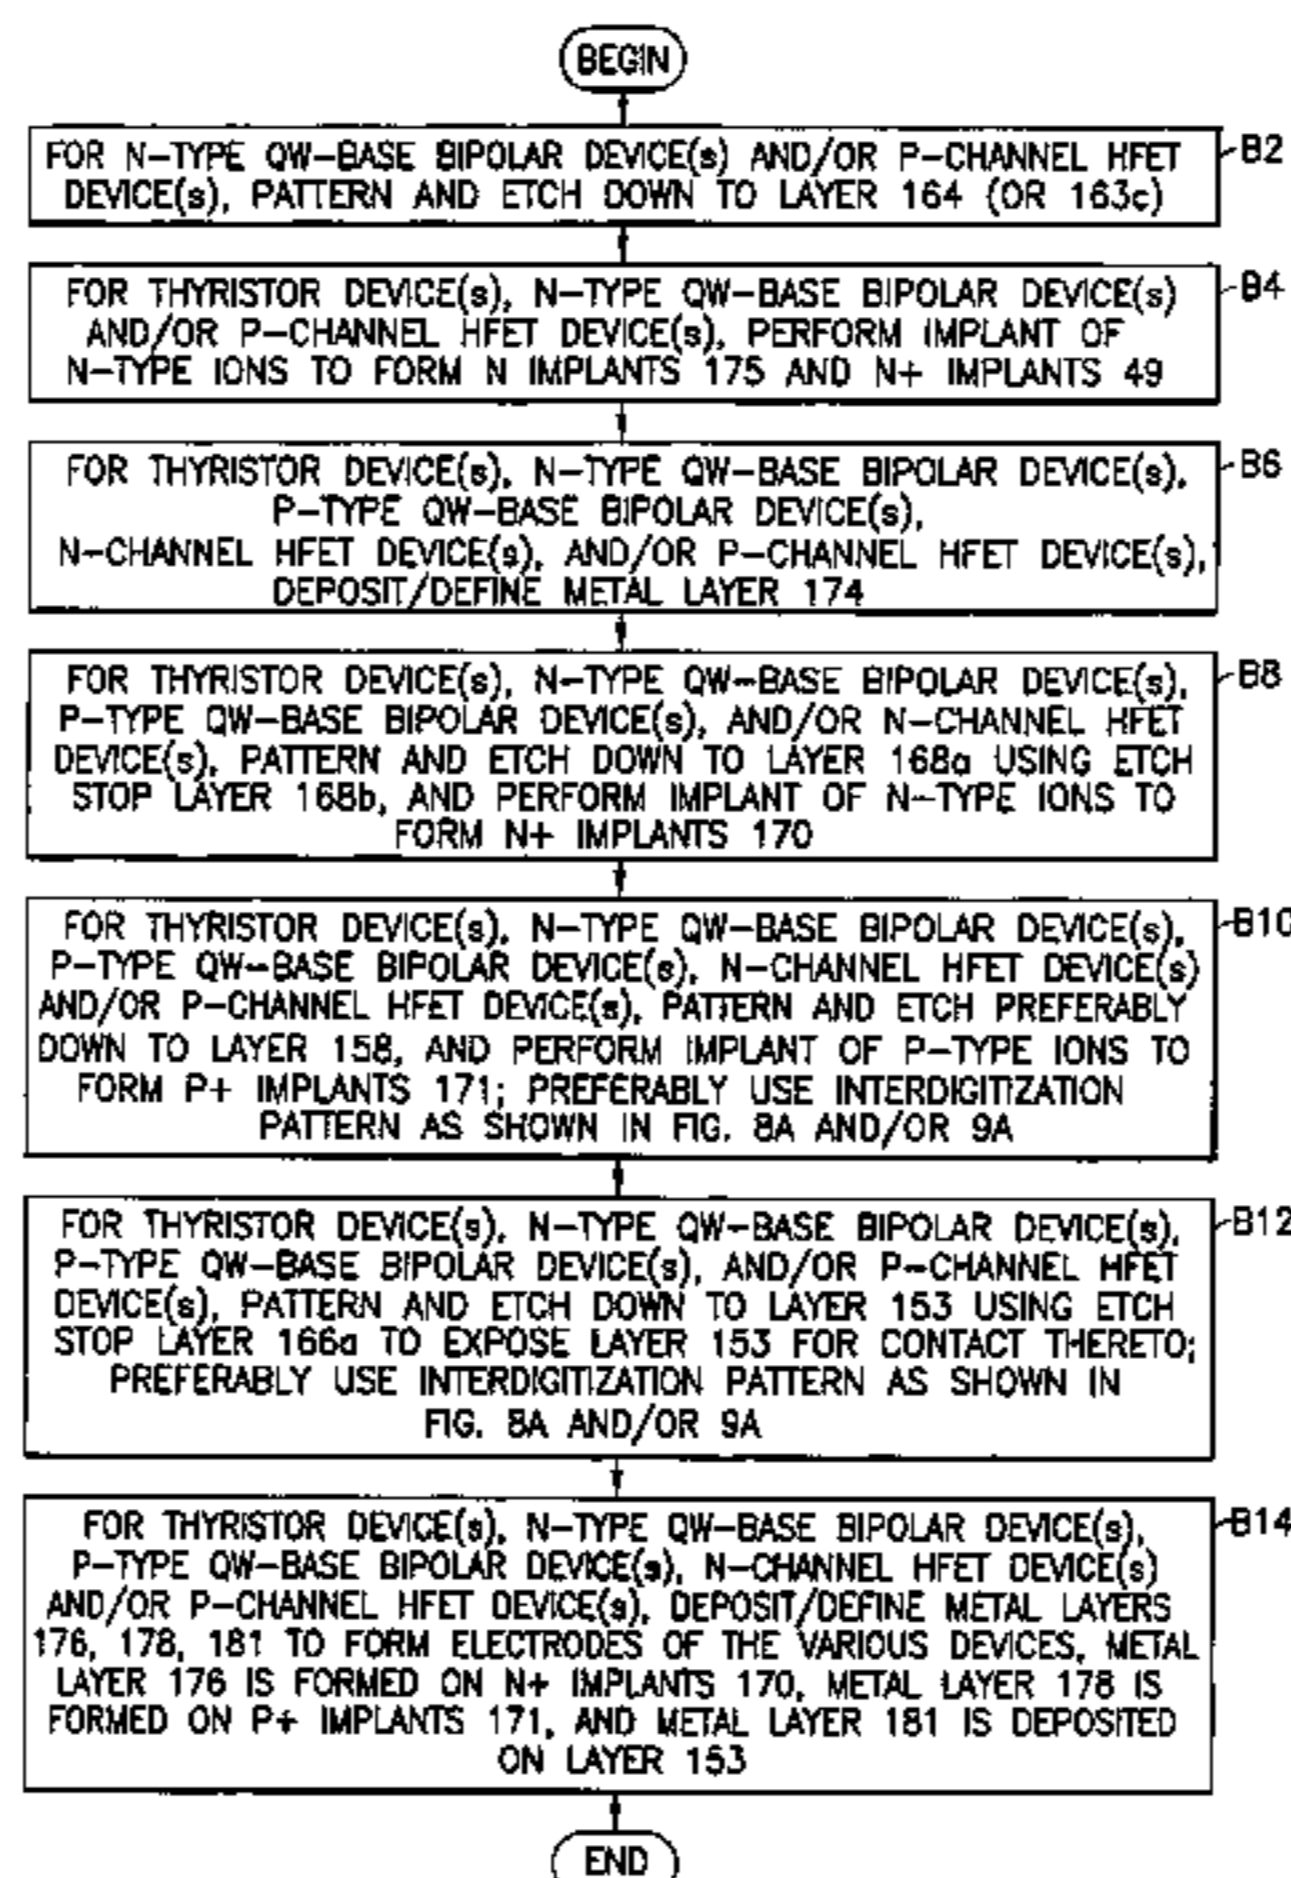 BEGIN
FOR N-TYPE QW-BASE BIPOLAR DEVICE(s) AND/OR P-CHANNEL HFET
DEVICE(s), PATTERN AND ETCH DOWN TO LAYER 164 (OR 163c)
B2
FOR THYRISTOR DEVICE(s), N-TYPE QW-BASE BIPOLAR DEVICE(s)
AND/OR P-CHANNEL HFET DEVICE(s), PERFORM IMPLANT OF
N-TYPE IONS TO FORM N IMPLANTS 175 AND N+ IMPLANTS 49
B4
FOR THYRISTOR DEVICE(s), N-TYPE QW-BASE BIPOLAR DEVICE(s),
P-TYPE QW-BASE BIPOLAR DEVICE(s),
N-CHANNEL HFET DEVICE(s), AND/OR P-CHANNEL HFET DEVICE(s),
DEPOSIT/DEFINE METAL LAYER 174
B6
FOR THYRISTOR DEVICE(s), N-TYPE QW-BASE BIPOLAR DEVICE(s),
P-TYPE QW-BASE BIPOLAR DEVICE(s), AND/OR N-CHANNEL HFET
DEVICE(s), PATTERN AND ETCH DOWN TO LAYER 168a USING ETCH
STOP LAYER 168b, AND PERFORM IMPLANT OF N-TYPE IONS TO
FORM N+ IMPLANTS 170
B8
FOR THYRISTOR DEVICE(s), N-TYPE QW-BASE BIPOLAR DEVICE(s),
P-TYPE QW-BASE BIPOLAR DEVICE(s), N-CHANNEL HFET DEVICE(s)
AND/OR P-CHANNEL HFET DEVICE(s), PATTERN AND ETCH PREFERABLY
DOWN TO LAYER 158, AND PERFORM IMPLANT OF P-TYPE IONS TO
FORM P+ IMPLANTS 171; PREFERABLY USE INTERDIGITIZATION
PATTERN AS SHOWN IN FIG. 8A AND/OR 9A
B10
FOR THYRISTOR DEVICE(s), N-TYPE QW-BASE BIPOLAR DEVICE(s),
P-TYPE QW-BASE BIPOLAR DEVICE(s), AND/OR P-CHANNEL HFET
DEVICE(s), PATTERN AND ETCH DOWN TO LAYER 153 USING ETCH
STOP LAYER 166a TO EXPOSE LAYER 153 FOR CONTACT THERETO;
PREFERABLY USE INTERDIGITIZATION PATTERN AS SHOWN IN
FIG. 8A AND/OR 9A
B12
FOR THYRISTOR DEVICE(s), N-TYPE QW-BASE BIPOLAR DEVICE(s),
P-TYPE QW-BASE BIPOLAR DEVICE(s), N-CHANNEL HFET DEVICE(s)
AND/OR P-CHANNEL HFET DEVICE(s), DEPOSIT/DEFINE METAL LAYERS
176, 178, 181 TO FORM ELECTRODES OF THE VARIOUS DEVICES, METAL
LAYER 176 IS FORMED ON N+ IMPLANTS 170, METAL LAYER 178 IS
FORMED ON P+ IMPLANTS 171, AND METAL LAYER 181 IS DEPOSITED
ON LAYER 153
B14
END